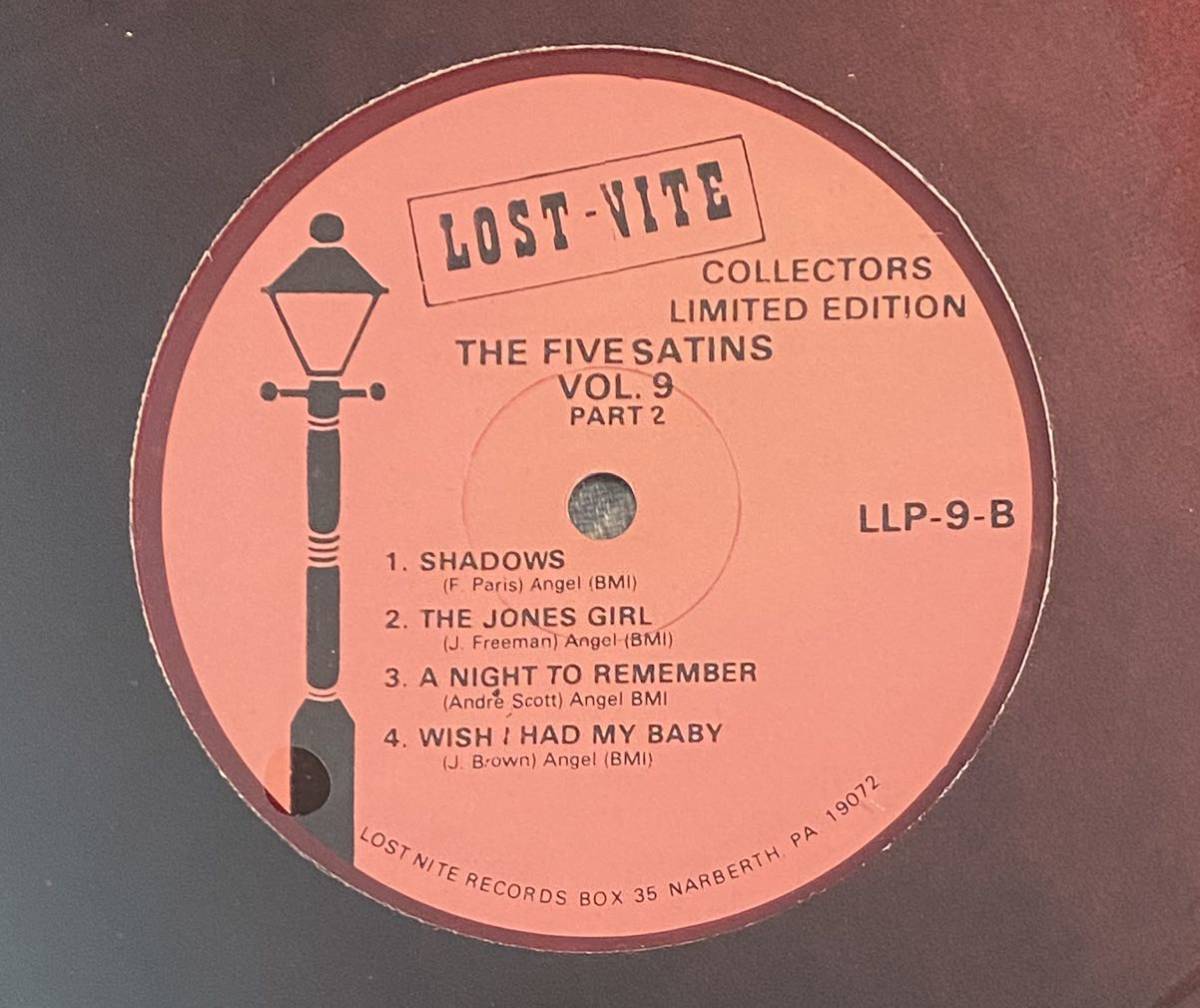 LOST-NITE
COLLECTORS
LIMITED EDITION
THE FIVE SATINS
VOL. 9
PART 2
LLP-9-B
1. SHADOWS
(F. Paris) Angel (BMI)
2. THE JONES GIRL
(J. Freeman) Angel (BMI)
3. A NIGHT TO REMEMBER
(Andre Scott) Angel BMI
4. WISH I HAD MY BABY
(J. Brown) Angel (BMI)
LOST NITE RECORDS BOX 35 NARBERTH, PA 19072